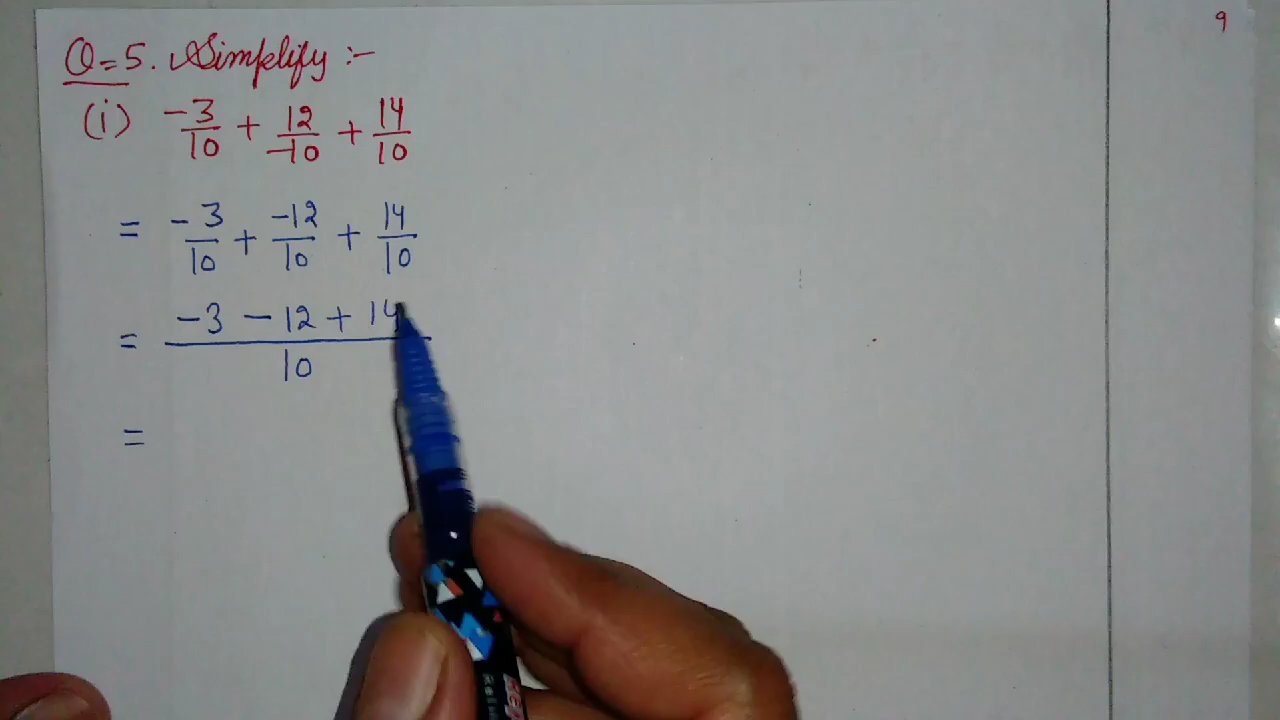 9
Q=5. Simplify :-
(i) -3/10 + 12/-10 + 14/10
= -3/10 + -12/10 + 14/10
= -3 - 12 + 14 / 10
=